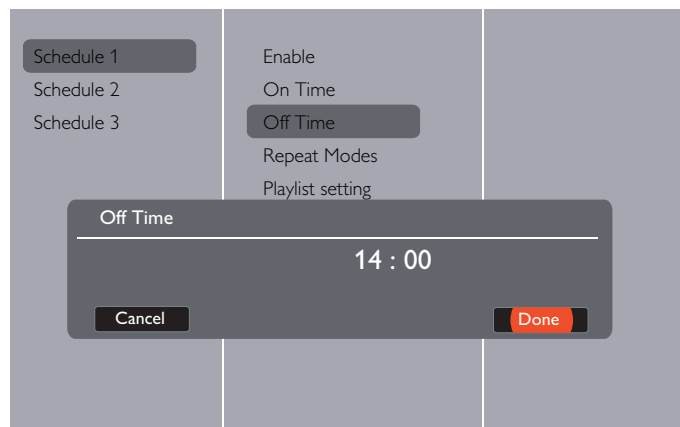 Schedule 1
Schedule 2
Schedule 3
Enable
On Time
Off Time
Repeat Modes
Playlist setting
Off Time
14 : 00
Cancel
Done